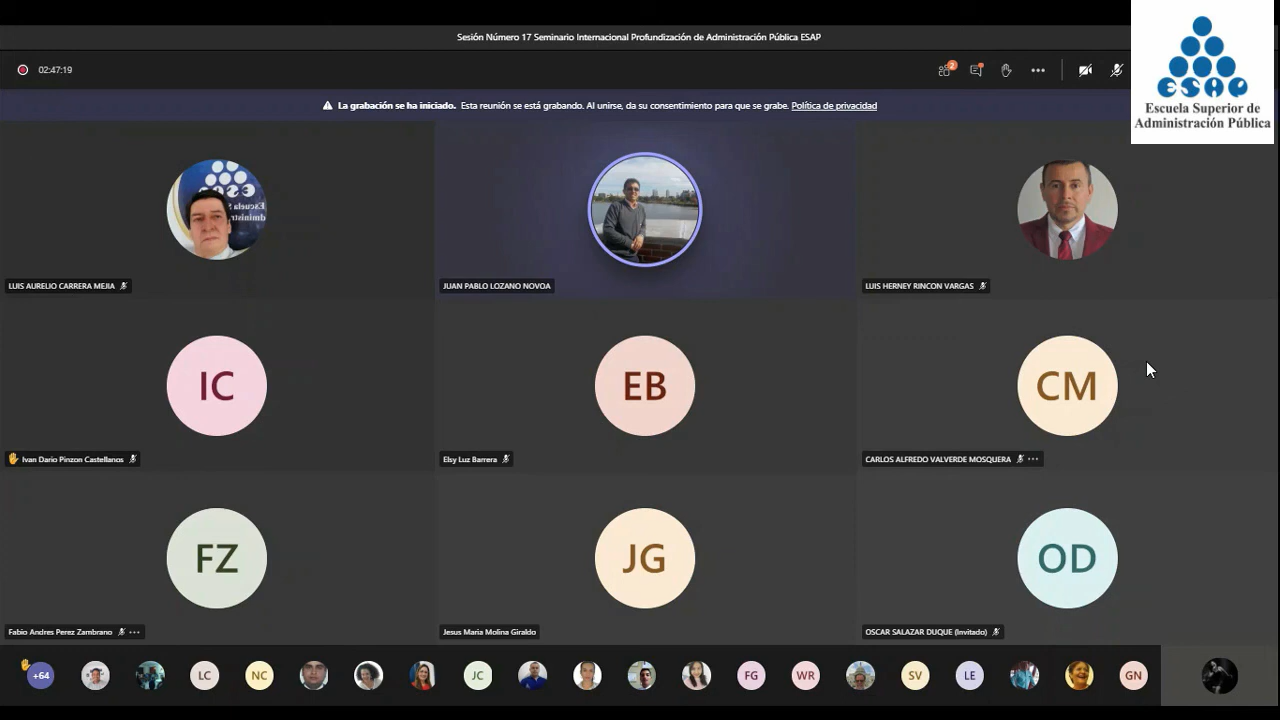 Sesión Número 17 Seminario Internacional Profundización de Administración Pública ESAP
02:47:19
2
La grabación se ha iniciado. Esta reunión se está grabando. Al unirse, da su consentimiento para que se grabe. Política de privacidad
ESAP
Escuela Superior de
Administración Pública
LUIS AURELIO CARRERA MEJIA
JUAN PABLO LOZANO NOVOA
LUIS HERNEY RINCON VARGAS
IC
EB
CM
Ivan Dario Pinzon Castellanos
Elsy Luz Barrera
CARLOS ALFREDO VALVERDE MOSQUERA
FZ
JG
OD
Fabio Andres Perez Zambrano
Jesus Maria Molina Giraldo
OSCAR SALAZAR DUQUE (Invitado)
+64
LC
NC
JC
FG
WR
SV
LE
GN